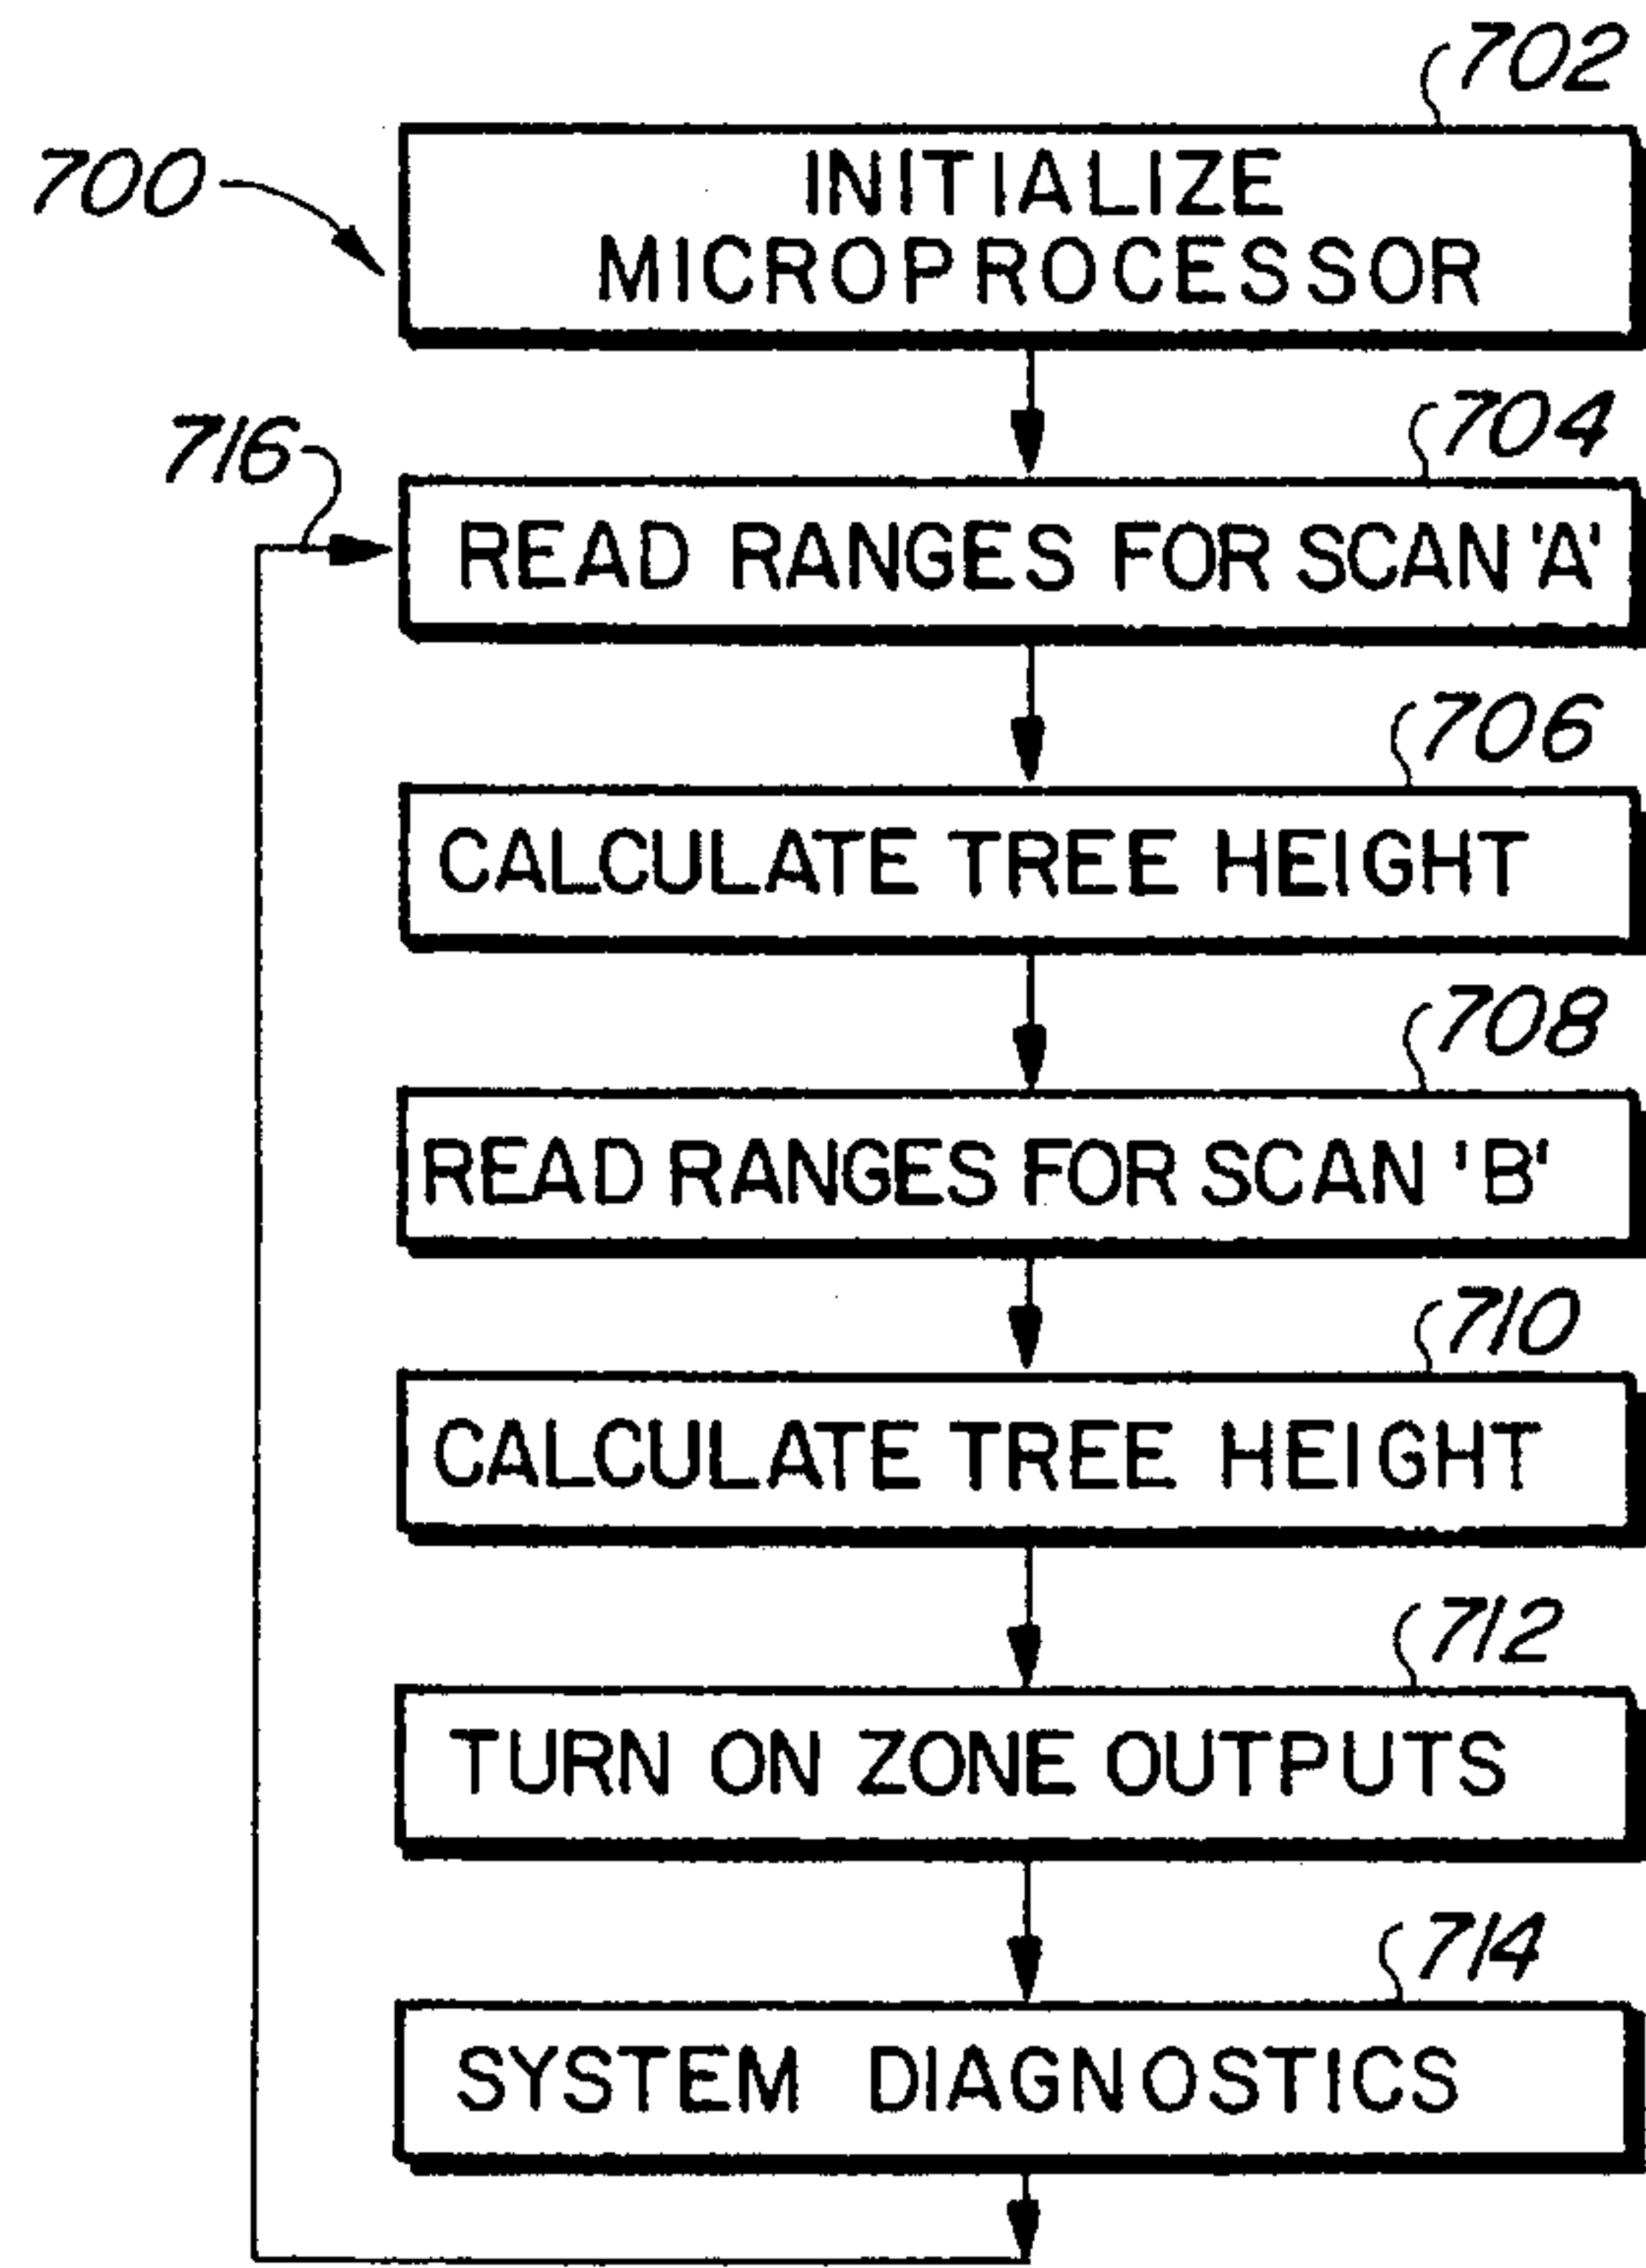 702
700
INITIALIZE
MICROPROCESSOR
704
716
READ RANGES FOR SCAN 'A'
706
CALCULATE TREE HEIGHT
708
READ RANGES FOR SCAN 'B'
710
CALCULATE TREE HEIGHT
712
TURN ON ZONE OUTPUTS
714
SYSTEM DIAGNOSTICS